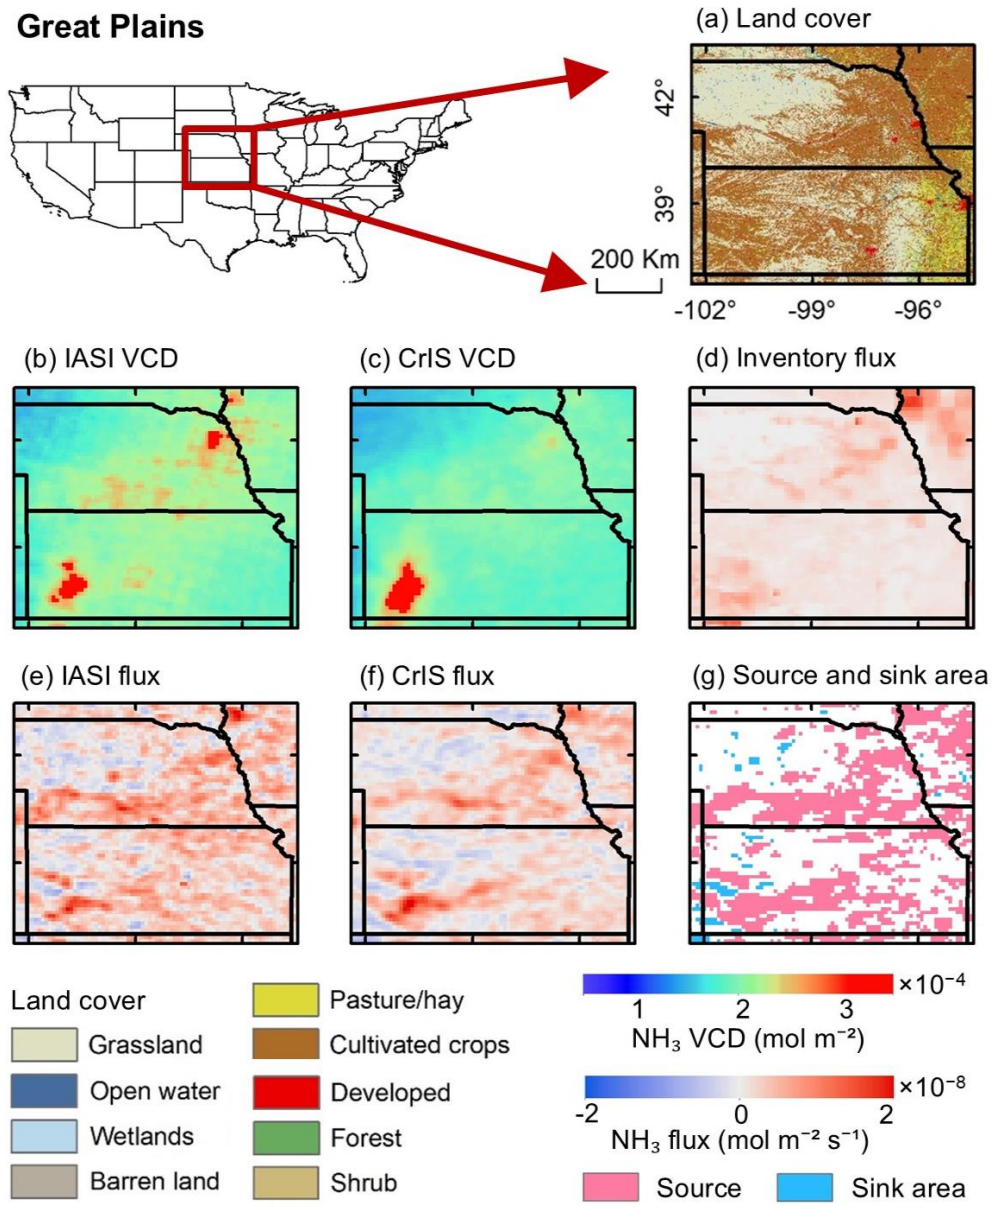 Great Plains
(a) Land cover
42°
39°
200 Km
-102°
-99°
-96°
(b) IASI VCD
(c) CrIS VCD
(d) Inventory flux
(e) IASI flux
(f) CrIS flux
(g) Source and sink area
Land cover
Grassland
Open water
Wetlands
Barren land
Pasture/hay
Cultivated crops
Developed
Forest
Shrub
×10⁻⁴
1 2 3
NH₃ VCD (mol m⁻²)
×10⁻⁸
-2 0 2
NH₃ flux (mol m⁻² s⁻¹)
Source
Sink area